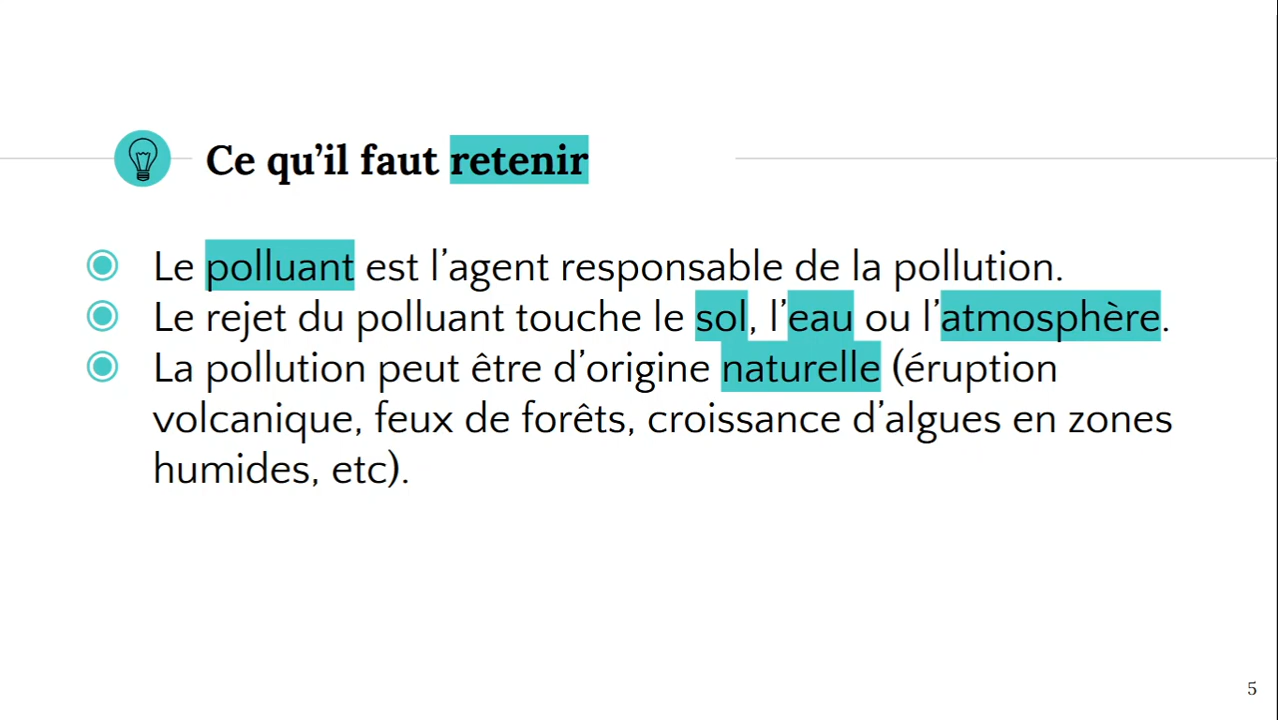 Ce qu’il faut retenir
Le polluant est l’agent responsable de la pollution.
Le rejet du polluant touche le sol, l’eau ou l’atmosphère.
La pollution peut être d’origine naturelle (éruption
volcanique, feux de forêts, croissance d’algues en zones
humides, etc).
5